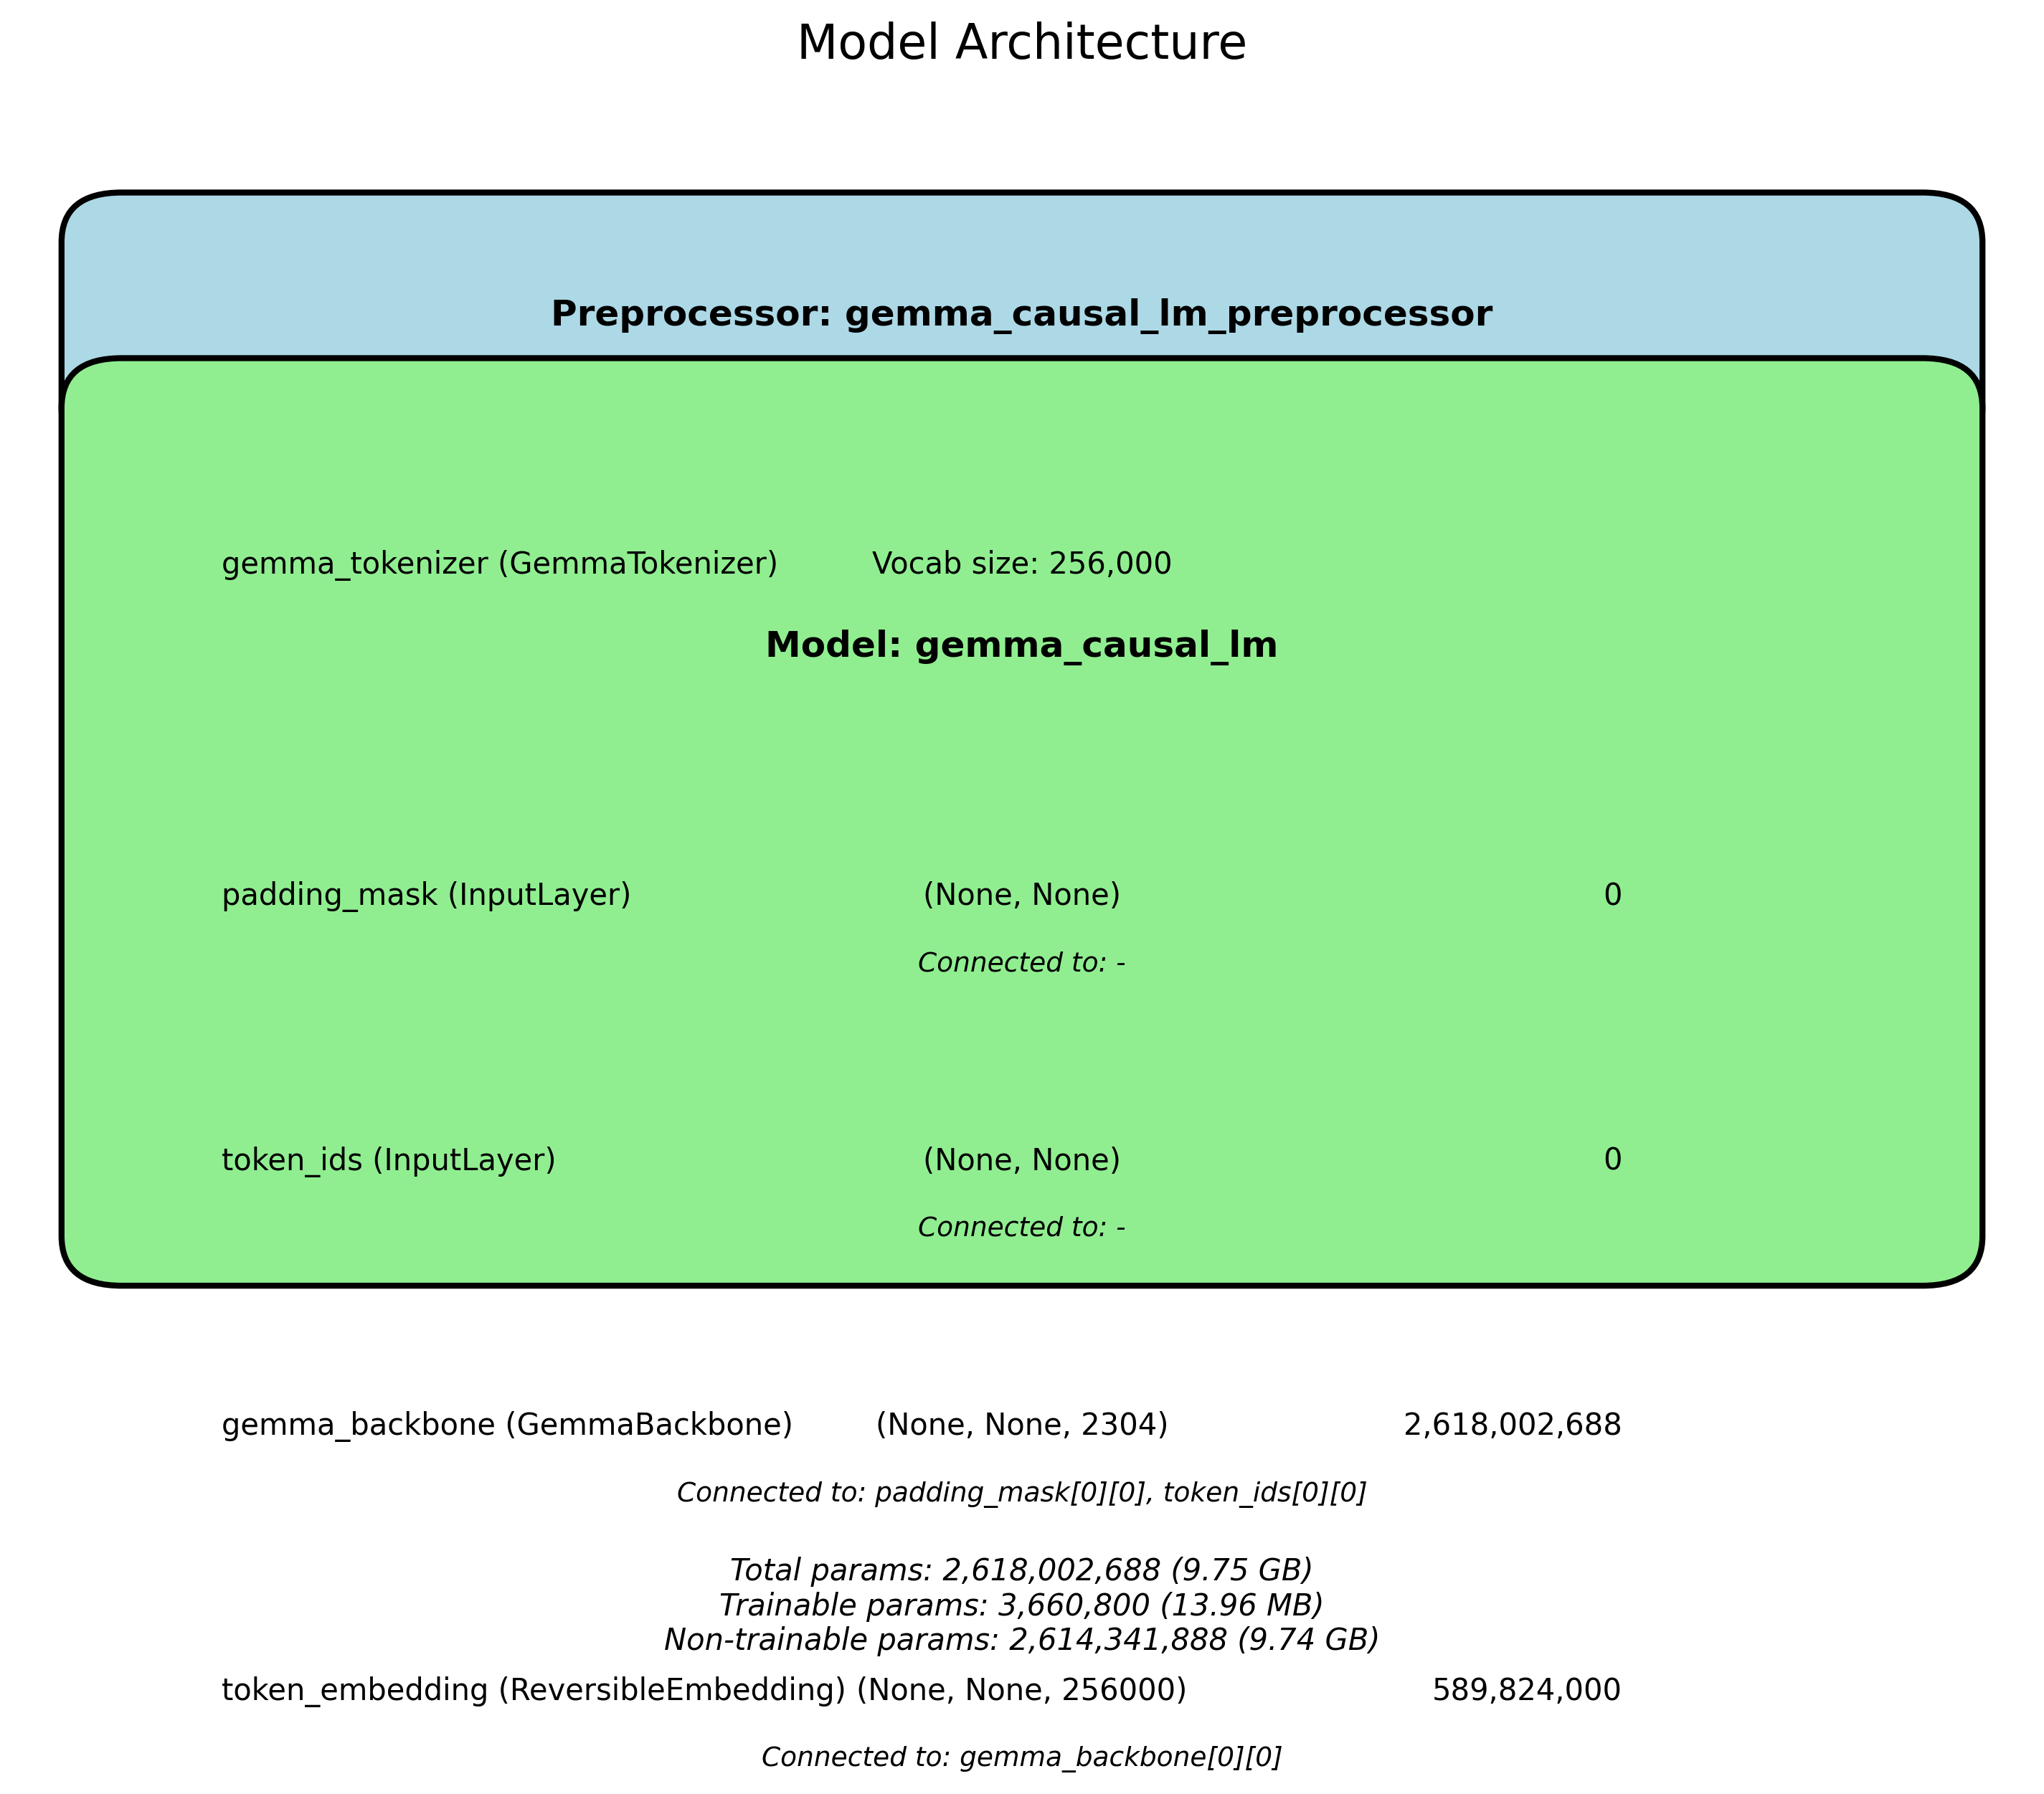 Model Architecture
Preprocessor: gemma_causal_lm_preprocessor
gemma_tokenizer (GemmaTokenizer) Vocab size: 256,000
Model: gemma_causal_lm
padding_mask (InputLayer) (None, None) 0
Connected to: -
token_ids (InputLayer) (None, None) 0
Connected to: -
gemma_backbone (GemmaBackbone) (None, None, 2304) 2,618,002,688
Connected to: padding_mask[0][0], token_ids[0][0]
Total params: 2,618,002,688 (9.75 GB)
Trainable params: 3,660,800 (13.96 MB)
Non-trainable params: 2,614,341,888 (9.74 GB)
token_embedding (ReversibleEmbedding) (None, None, 256000) 589,824,000
Connected to: gemma_backbone[0][0]